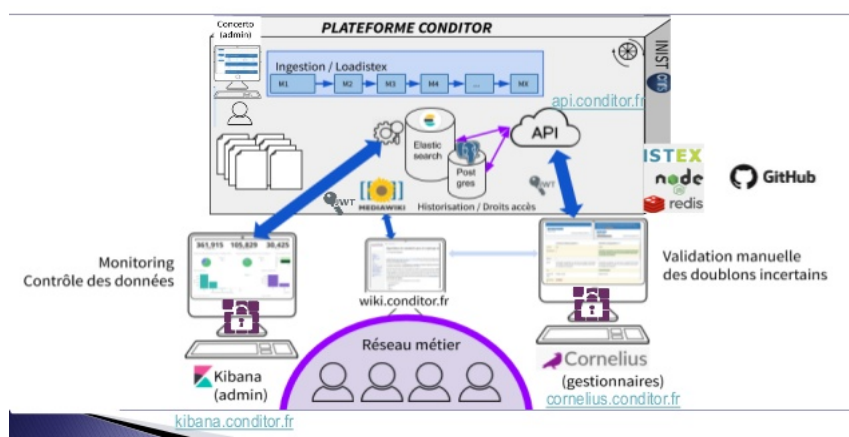 Concerto
(admin)
PLATEFORME CONDITOR
Ingestion / Loadistex
M1
M2
M3
M4
...
MX
INIST
cnrs
api.conditor.fr
Elastic
search
API
Post
gres
JWT
MEDIAWIKI
Historisation / Droits accès
JWT
ISTEX
node
JS
redis
GitHub
361,915 105,829 30,425
Monitoring
Contrôle des données
wiki.conditor.fr
Validation manuelle
des doublons incertains
Réseau métier
Kibana
(admin)
Cornelius
(gestionnaires)
cornelius.conditor.fr
kibana.conditor.fr